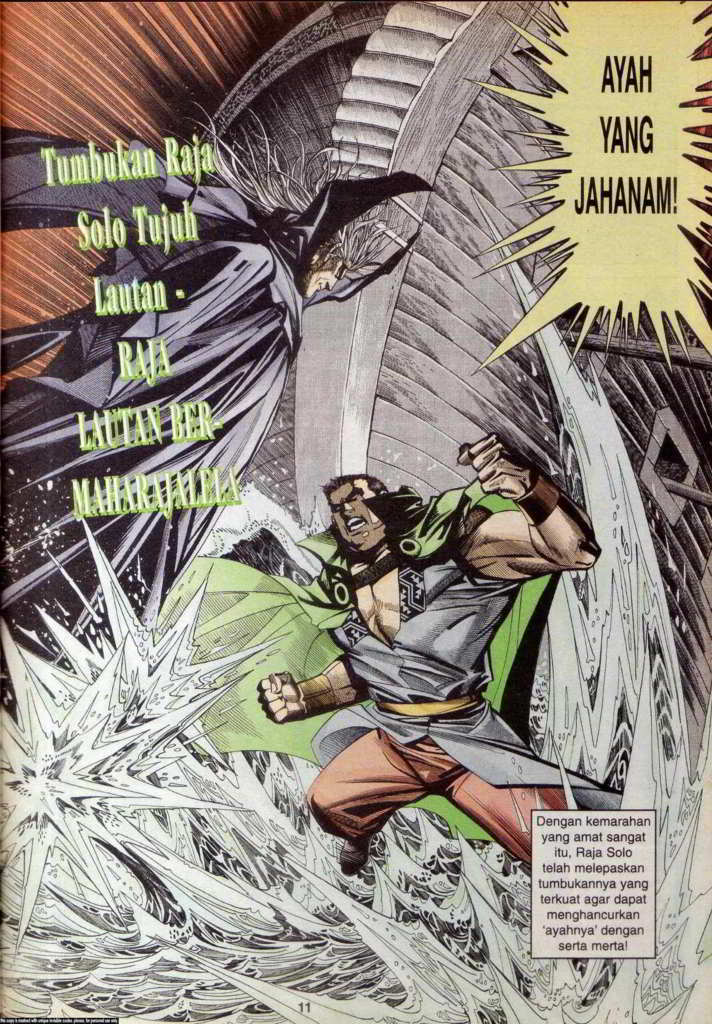 AYAH
YANG
JAHANAM!
Tumbukan Raja
Solo Tujuh
Lautan -
RAJA
LAUTAN BER-
MAHARAJALELA
Dengan kemarahan
yang amat sangat
itu, Raja Solo
telah melepaskan
tumbukannya yang
terkuat agar dapat
menghancurkan
'ayahnya' dengan
serta merta!
11